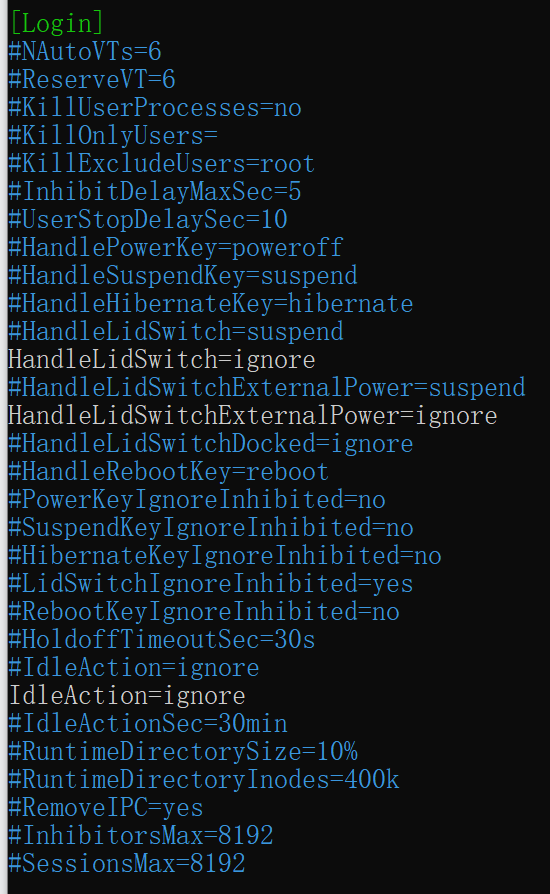 [Login]
#NAutoVTs=6
#ReserveVT=6
#KillUserProcesses=no
#KillOnlyUsers=
#KillExcludeUsers=root
#InhibitDelayMaxSec=5
#UserStopDelaySec=10
#HandlePowerKey=poweroff
#HandleSuspendKey=suspend
#HandleHibernateKey=hibernate
#HandleLidSwitch=suspend
HandleLidSwitch=ignore
#HandleLidSwitchExternalPower=suspend
HandleLidSwitchExternalPower=ignore
#HandleLidSwitchDocked=ignore
#HandleRebootKey=reboot
#PowerKeyIgnoreInhibited=no
#SuspendKeyIgnoreInhibited=no
#HibernateKeyIgnoreInhibited=no
#LidSwitchIgnoreInhibited=yes
#RebootKeyIgnoreInhibited=no
#HoldoffTimeoutSec=30s
#IdleAction=ignore
IdleAction=ignore
#IdleActionSec=30min
#RuntimeDirectorySize=10%
#RuntimeDirectoryInodes=400k
#RemoveIPC=yes
#InhibitorsMax=8192
#SessionsMax=8192